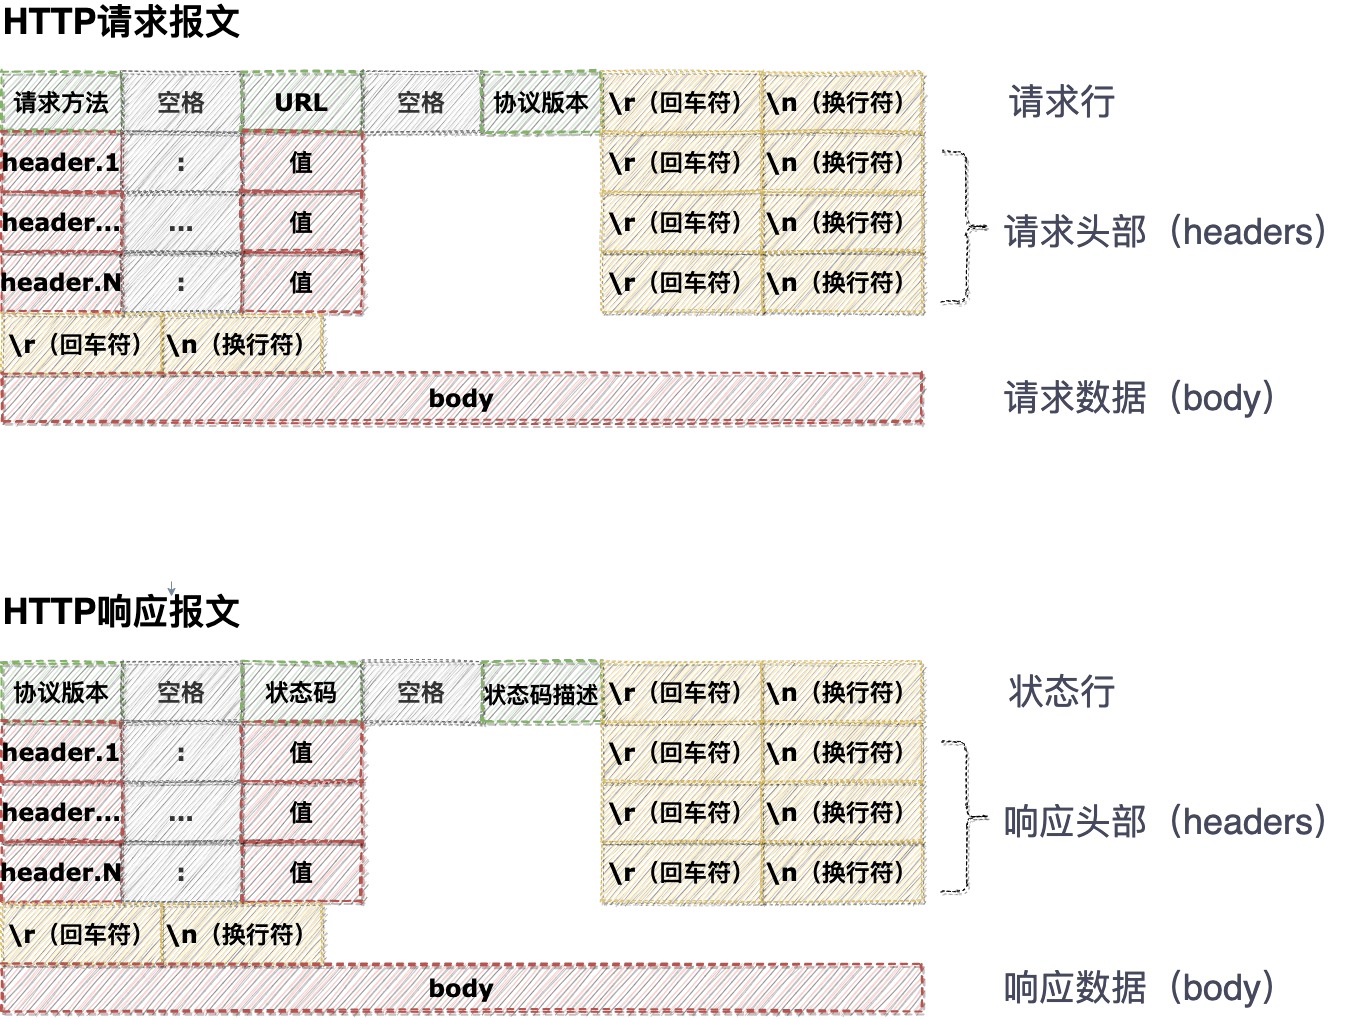 HTTP请求报文
请求方法 空格 URL 空格 协议版本 \r（回车符） \n（换行符） 请求行
header.1 : 值 \r（回车符） \n（换行符）
header... ... 值 \r（回车符） \n（换行符） 请求头部（headers）
header.N : 值 \r（回车符） \n（换行符）
\r（回车符） \n（换行符）
body 请求数据（body）
HTTP响应报文
协议版本 空格 状态码 空格 状态码描述 \r（回车符） \n（换行符） 状态行
header.1 : 值 \r（回车符） \n（换行符）
header... ... 值 \r（回车符） \n（换行符） 响应头部（headers）
header.N : 值 \r（回车符） \n（换行符）
\r（回车符） \n（换行符）
body 响应数据（body）